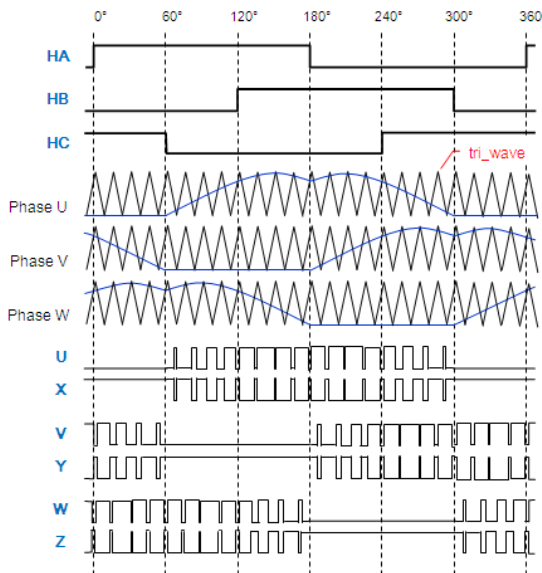 0° 60° 120° 180° 240° 300° 360
HA
HB
HC
tri_wave
Phase U
Phase V
Phase W
U
X
V
Y
W
Z